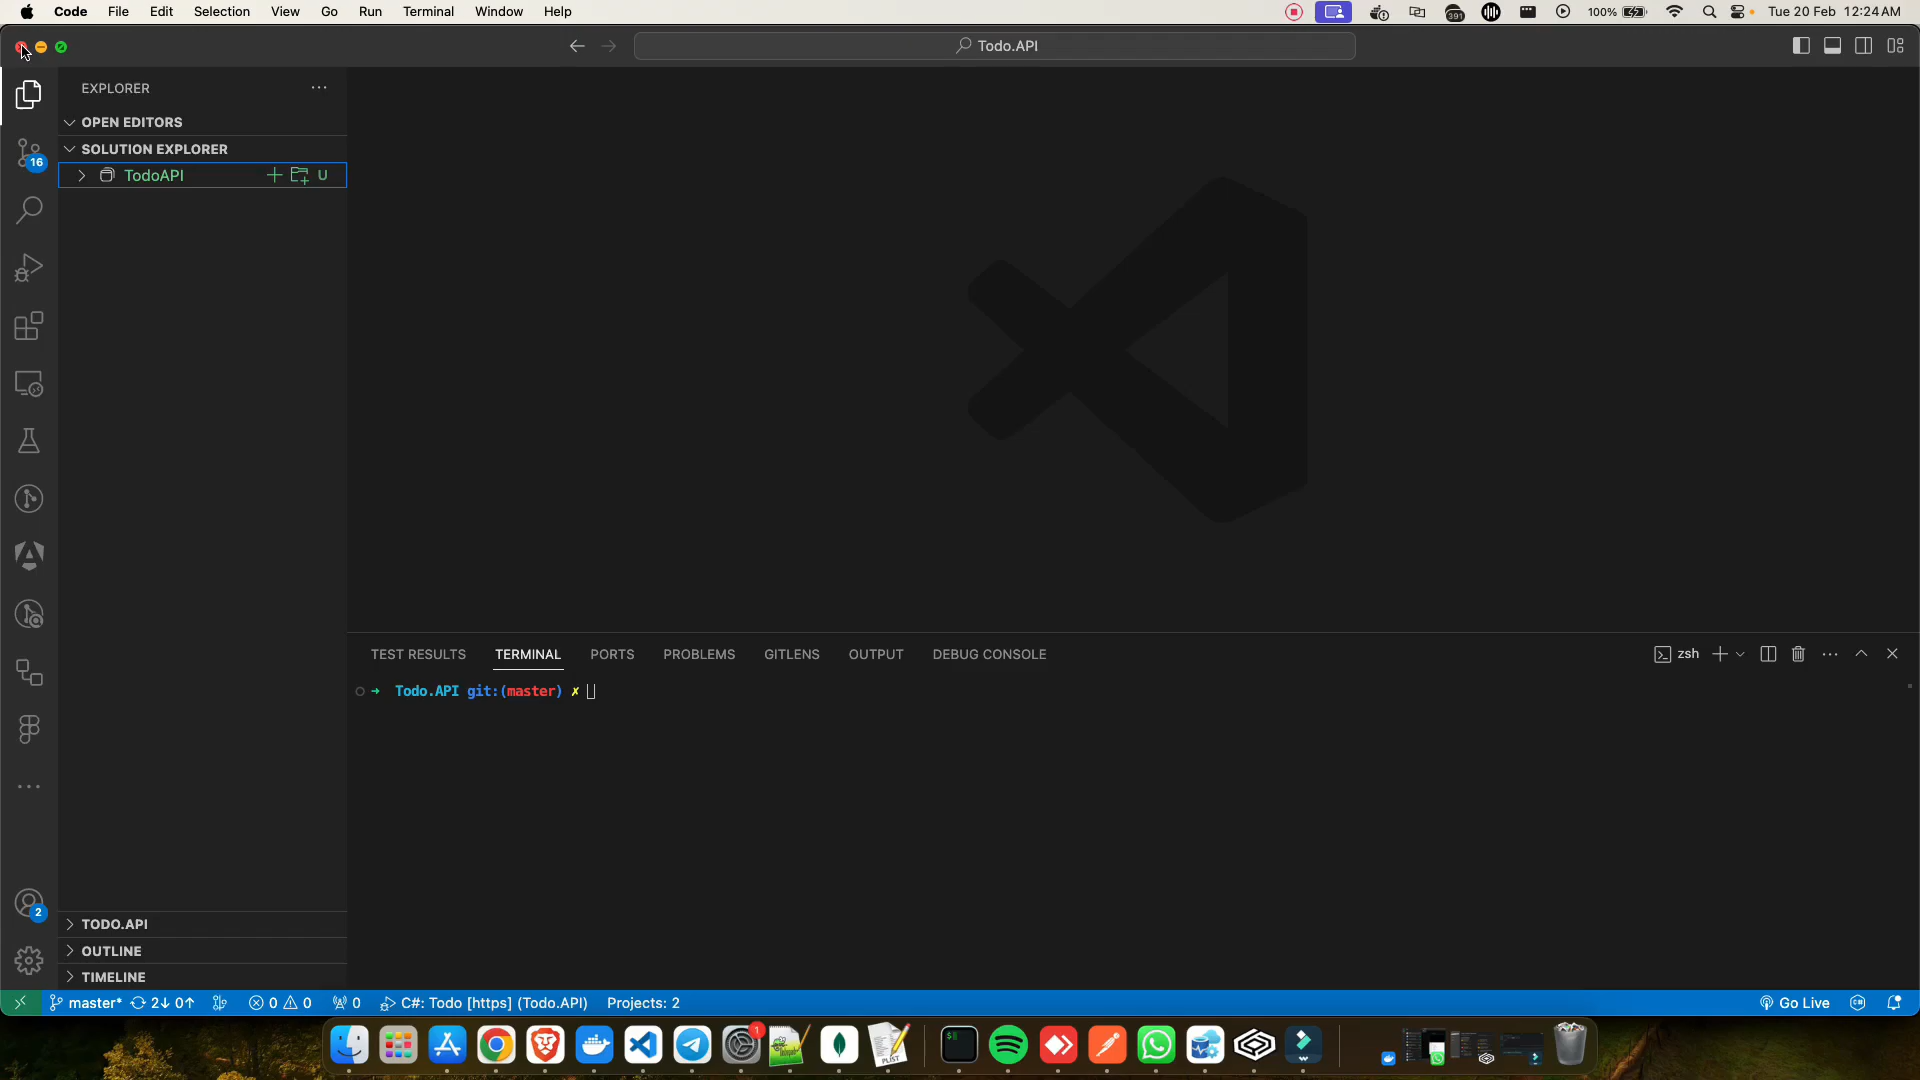 Code File Edit Selection View Go Run Terminal Window Help 391 100% Tue 20 Feb 12:24 AM
Todo.API
EXPLORER
OPEN EDITORS
SOLUTION EXPLORER
16
TodoAPI U
TEST RESULTS TERMINAL PORTS PROBLEMS GITLENS OUTPUT DEBUG CONSOLE zsh
➜ Todo.API git:(master) ✗
2
TODO.API
OUTLINE
TIMELINE
master* 2↓ 0↑ 0 0 0 C#: Todo [https] (Todo.API) Projects: 2 Go Live
1
PLIST